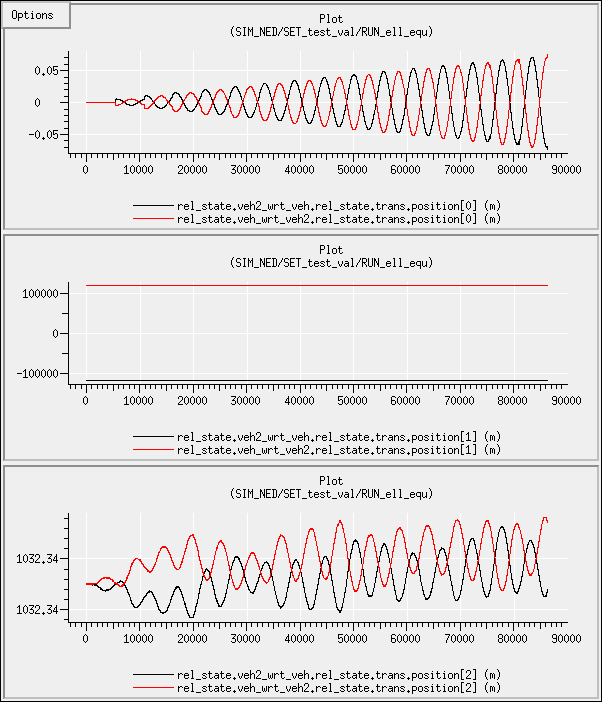 Options
Plot
(SIM_NED/SET_test_val/RUN_ell_equ)
0.05
0
-0.05
0 10000 20000 30000 40000 50000 60000 70000 80000 90000
rel_state.veh2_wrt_veh.rel_state.trans.position[0] (m)
rel_state.veh_wrt_veh2.rel_state.trans.position[0] (m)
Plot
(SIM_NED/SET_test_val/RUN_ell_equ)
100000
0
-100000
0 10000 20000 30000 40000 50000 60000 70000 80000 90000
rel_state.veh2_wrt_veh.rel_state.trans.position[1] (m)
rel_state.veh_wrt_veh2.rel_state.trans.position[1] (m)
Plot
(SIM_NED/SET_test_val/RUN_ell_equ)
1032.34
1032.34
0 10000 20000 30000 40000 50000 60000 70000 80000 90000
rel_state.veh2_wrt_veh.rel_state.trans.position[2] (m)
rel_state.veh_wrt_veh2.rel_state.trans.position[2] (m)